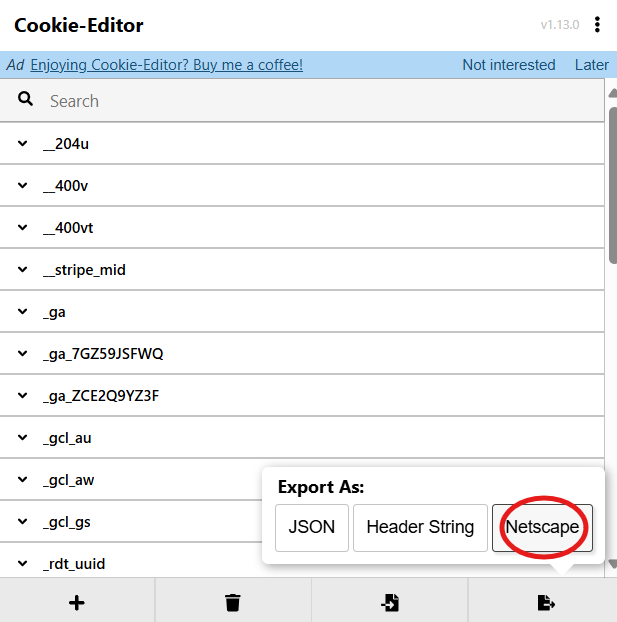 Cookie-Editor
v1.13.0
Ad Enjoying Cookie-Editor? Buy me a coffee! Not interested Later
Search
__204u
__400v
__400vt
__stripe_mid
_ga
_ga_7GZ59JSFWQ
_ga_ZCE2Q9YZ3F
_gcl_au
_gcl_aw
_gcl_gs
_rdt_uuid
Export As:
JSON Header String Netscape